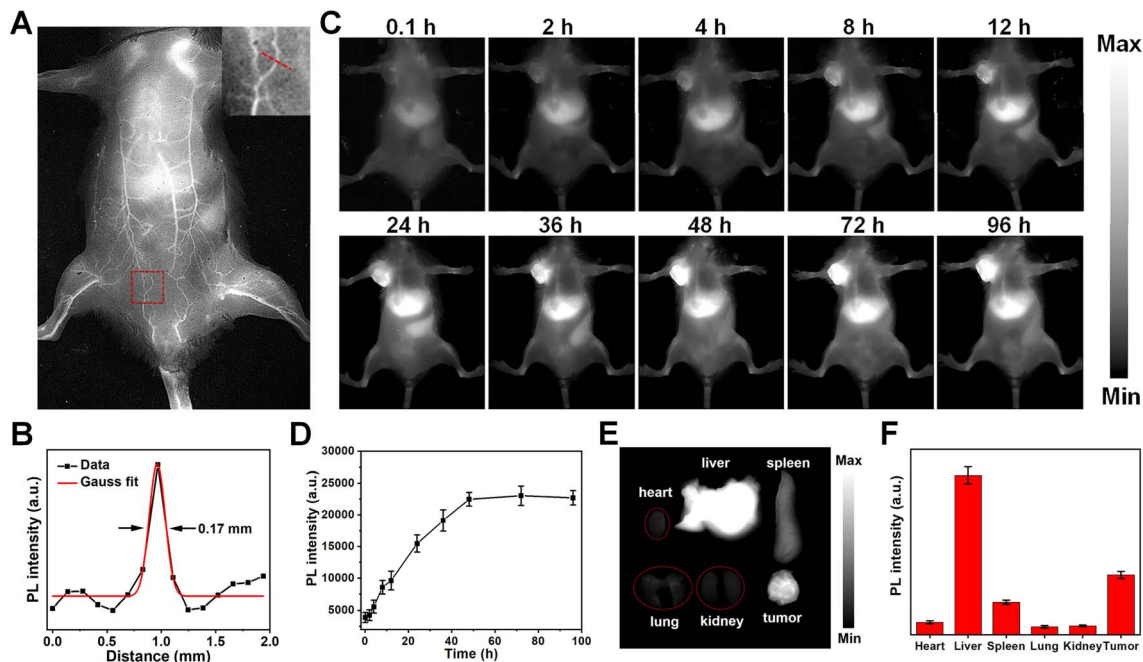 A
C
0.1 h
2 h
4 h
8 h
12 h
Max
24 h
36 h
48 h
72 h
96 h
Min
B
Data
Gauss fit
0.17 mm
PL intensity (a.u.)
0.0
0.5
1.0
1.5
2.0
Distance (mm)
D
PL intensity (a.u.)
30000
25000
20000
15000
10000
5000
0
20
40
60
80
100
Time (h)
E
liver
spleen
heart
lung
kidney
tumor
Max
Min
F
PL intensity (a.u.)
Heart
Liver
Spleen
Lung
Kidney
Tumor